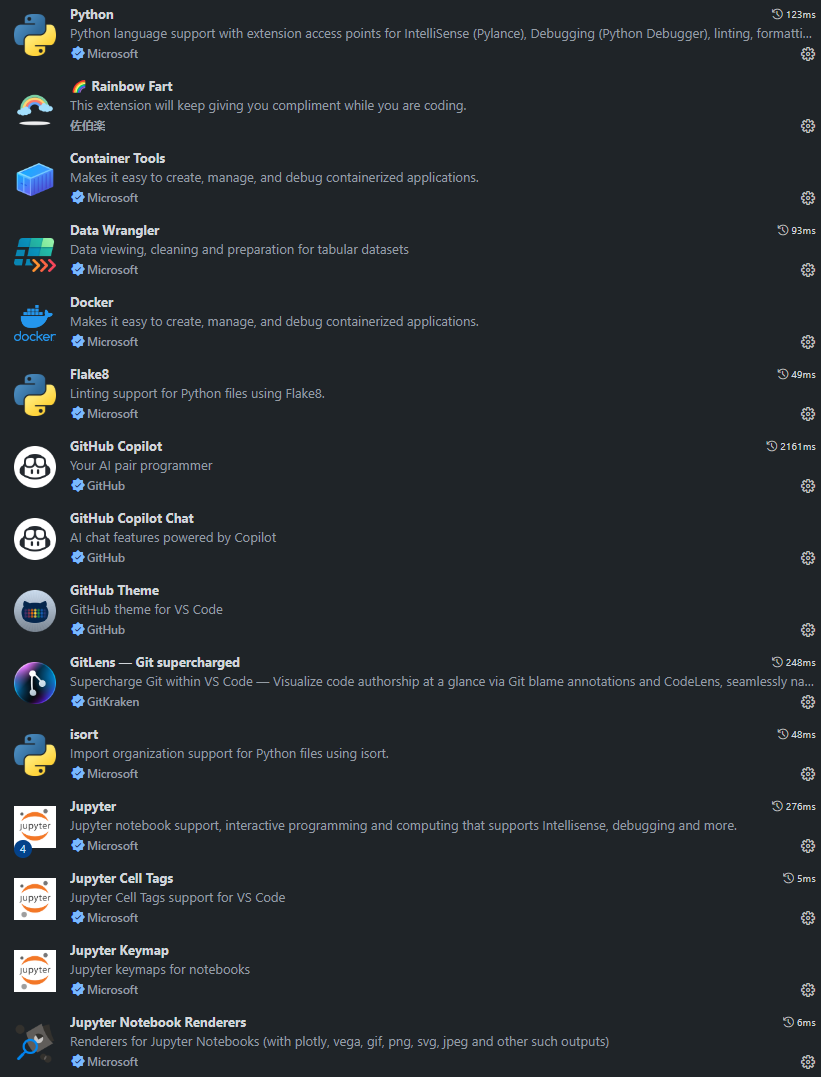 Python
123ms
Python language support with extension access points for IntelliSense (Pylance), Debugging (Python Debugger), linting, formatti...
Microsoft
🌈 Rainbow Fart
This extension will keep giving you compliment while you are coding.
佐伯楽
Container Tools
Makes it easy to create, manage, and debug containerized applications.
Microsoft
Data Wrangler
93ms
Data viewing, cleaning and preparation for tabular datasets
Microsoft
Docker
Makes it easy to create, manage, and debug containerized applications.
docker
Microsoft
Flake8
49ms
Linting support for Python files using Flake8.
Microsoft
GitHub Copilot
2161ms
Your AI pair programmer
GitHub
GitHub Copilot Chat
AI chat features powered by Copilot
GitHub
GitHub Theme
GitHub theme for VS Code
GitHub
GitLens — Git supercharged
248ms
Supercharge Git within VS Code — Visualize code authorship at a glance via Git blame annotations and CodeLens, seamlessly na...
GitKraken
isort
48ms
Import organization support for Python files using isort.
Microsoft
Jupyter
276ms
jupyter
Jupyter notebook support, interactive programming and computing that supports Intellisense, debugging and more.
4
Microsoft
Jupyter Cell Tags
5ms
jupyter
Jupyter Cell Tags support for VS Code
Microsoft
Jupyter Keymap
jupyter
Jupyter keymaps for notebooks
Microsoft
Jupyter Notebook Renderers
6ms
Renderers for Jupyter Notebooks (with plotly, vega, gif, png, svg, jpeg and other such outputs)
Microsoft